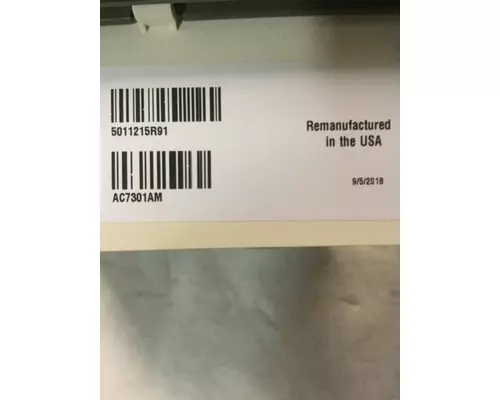 5011215R91
AC7301AM
Remanufactured
in the USA
9/5/2018